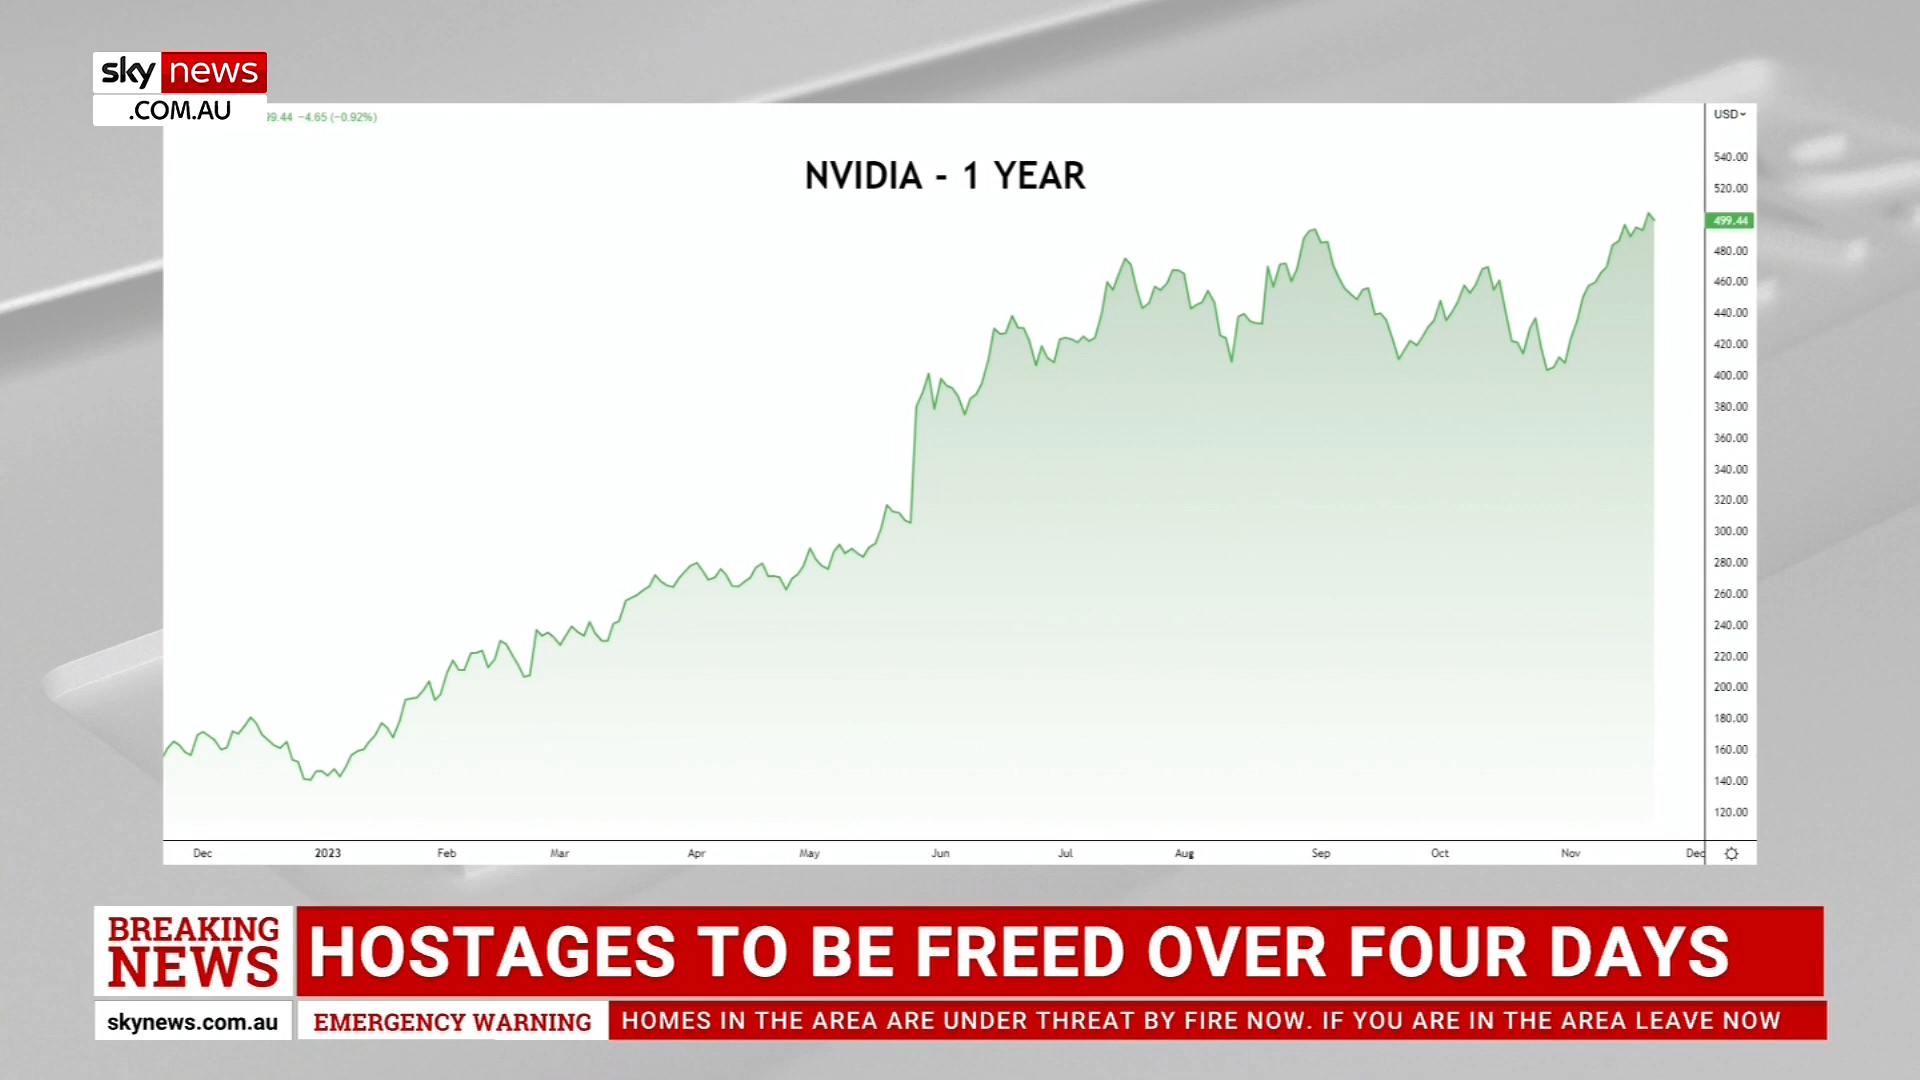 sky news
.COM.AU
99.44 −4.65 (−0.92%)
NVIDIA - 1 YEAR
USD
540.00
520.00
499.44
480.00
460.00
440.00
420.00
400.00
380.00
360.00
340.00
320.00
300.00
280.00
260.00
240.00
220.00
200.00
180.00
160.00
140.00
120.00
Dec 2023 Feb Mar Apr May Jun Jul Aug Sep Oct Nov Dec
BREAKING
NEWS
HOSTAGES TO BE FREED OVER FOUR DAYS
skynews.com.au
EMERGENCY WARNING
HOMES IN THE AREA ARE UNDER THREAT BY FIRE NOW. IF YOU ARE IN THE AREA LEAVE NOW